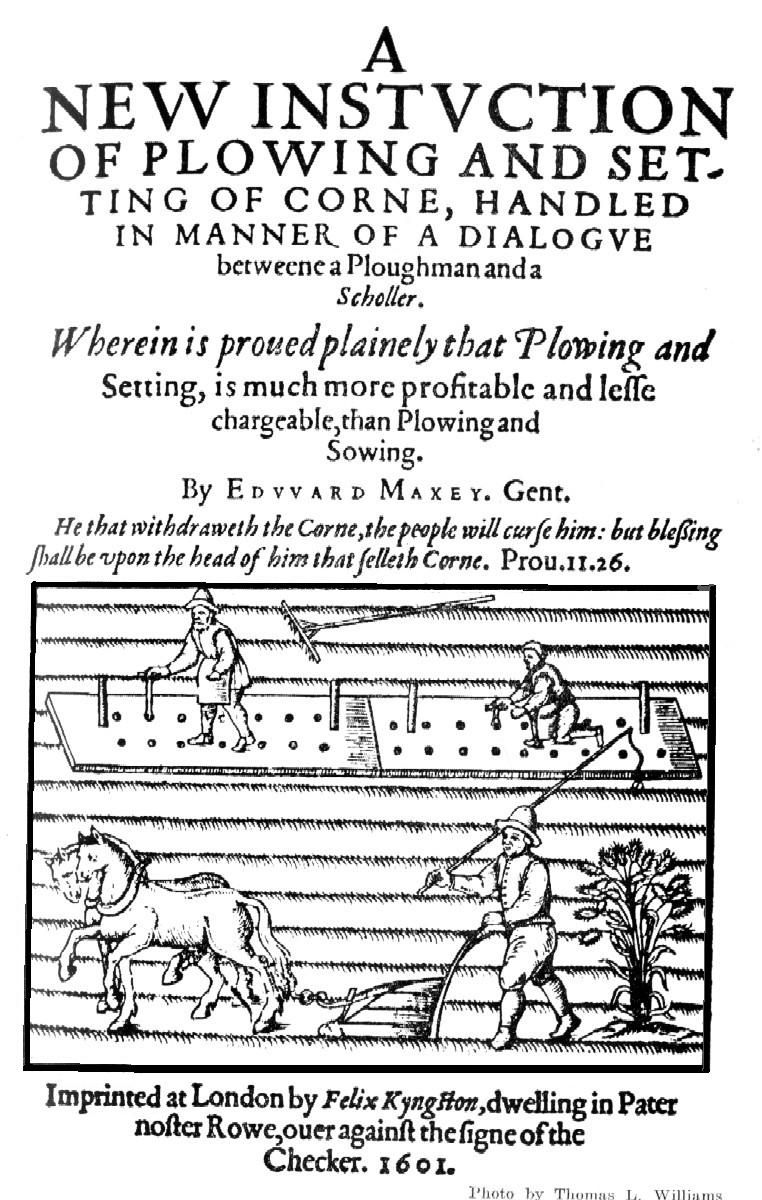 A
NEW INSTVCTION
OF PLOWING AND SET-
TING OF CORNE, HANDLED
IN MANNER OF A DIALOGVE
betweene a Ploughman and a
Scholler.
Wherein is proued plainely that Plowing and
Setting, is much more profitable and leſſe
chargeable, than Plowing and
Sowing.
By EDVVARD MAXEY. Gent.
He that withdraweth the Corne, the people will curſe him: but bleſsing
ſhall be vpon the head of him that ſelleth Corne. Prou.11.26.
Imprinted at London by Felix Kyngſton, dwelling in Pater
noſter Rowe, ouer againſt the ſigne of the
Checker. 1601.
Photo by Thomas L. Williams